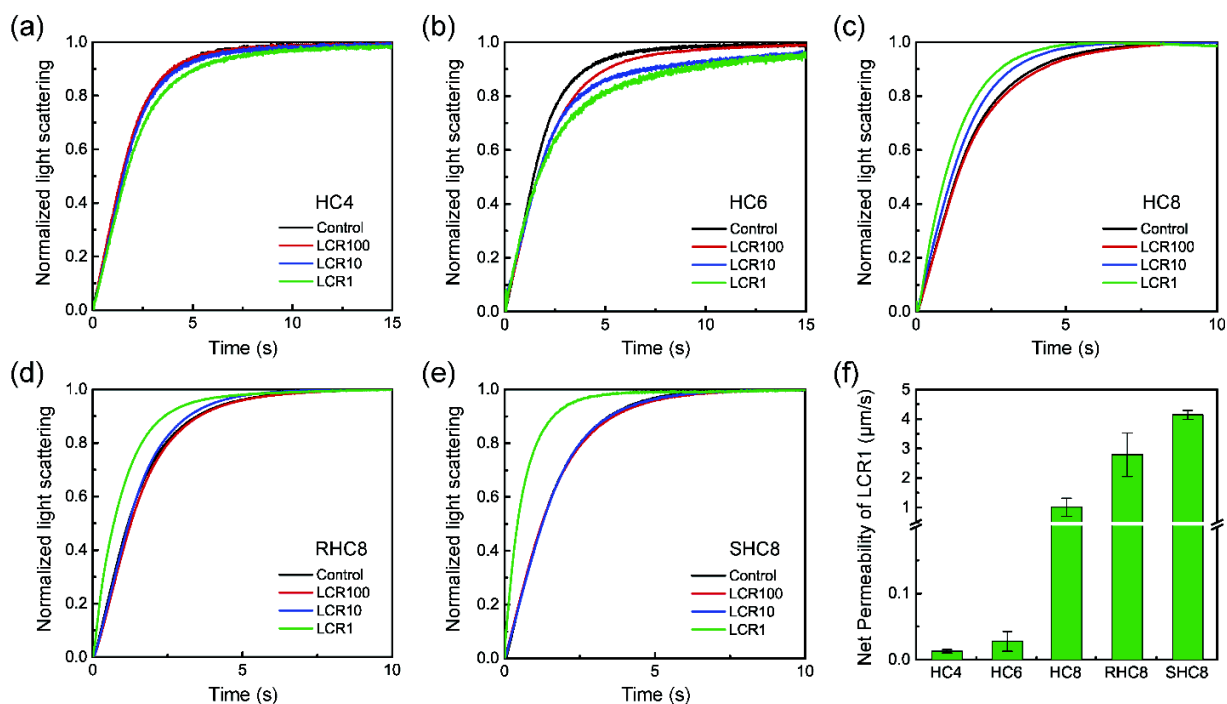 (a)
Normalized light scattering
1.0
0.8
0.6
0.4
0.2
0.0
HC4
Control
LCR100
LCR10
LCR1
0 5 10 15
Time (s)
(b)
Normalized light scattering
1.0
0.8
0.6
0.4
0.2
0.0
HC6
Control
LCR100
LCR10
LCR1
0 5 10 15
Time (s)
(c)
Normalized light scattering
1.0
0.8
0.6
0.4
0.2
0.0
HC8
Control
LCR100
LCR10
LCR1
0 5 10
Time (s)
(d)
Normalized light scattering
1.0
0.8
0.6
0.4
0.2
0.0
RHC8
Control
LCR100
LCR10
LCR1
0 5 10
Time (s)
(e)
Normalized light scattering
1.0
0.8
0.6
0.4
0.2
0.0
SHC8
Control
LCR100
LCR10
LCR1
0 5 10
Time (s)
(f)
Net Permeability of LCR1 (μm/s)
5
4
3
2
1
0.1
0.0
HC4 HC6 HC8 RHC8 SHC8